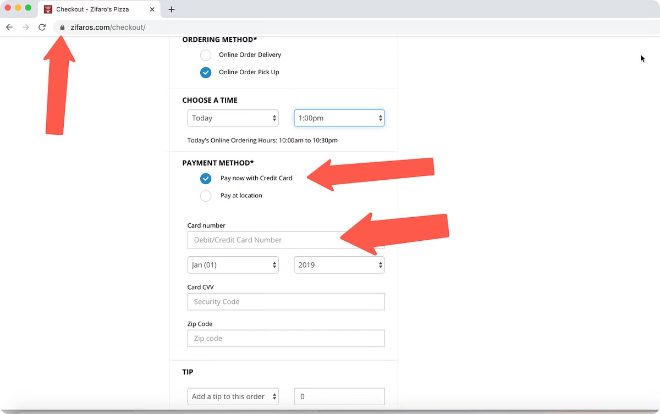 Checkout - Zifaro's Pizza
zifaros.com/checkout/
ORDERING METHOD*
Online Order Delivery
Online Order Pick Up
CHOOSE A TIME
Today 1:00pm
Today's Online Ordering Hours: 10:00am to 10:30pm
PAYMENT METHOD*
Pay now with Credit Card
Pay at location
Card number
Debit/Credit Card Number
Jan (01) 2019
Card CVV
Security Code
Zip Code
Zip code
TIP
Add a tip to this order 0